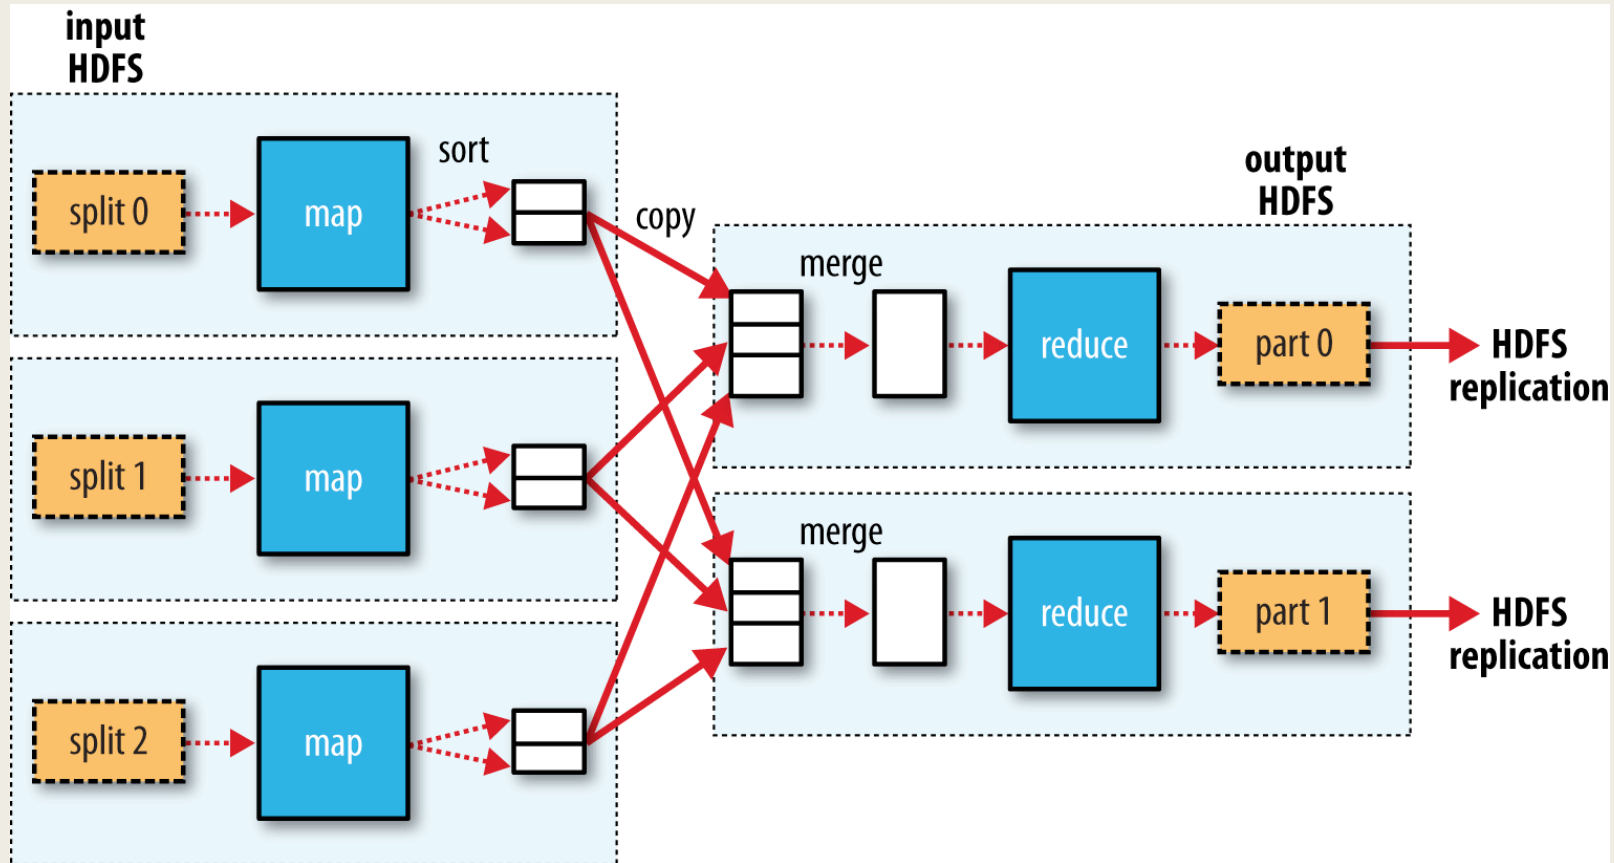 input
HDFS
split 0
map
sort
copy
split 1
map
split 2
map
output
HDFS
merge
reduce
part 0
HDFS
replication
merge
reduce
part 1
HDFS
replication